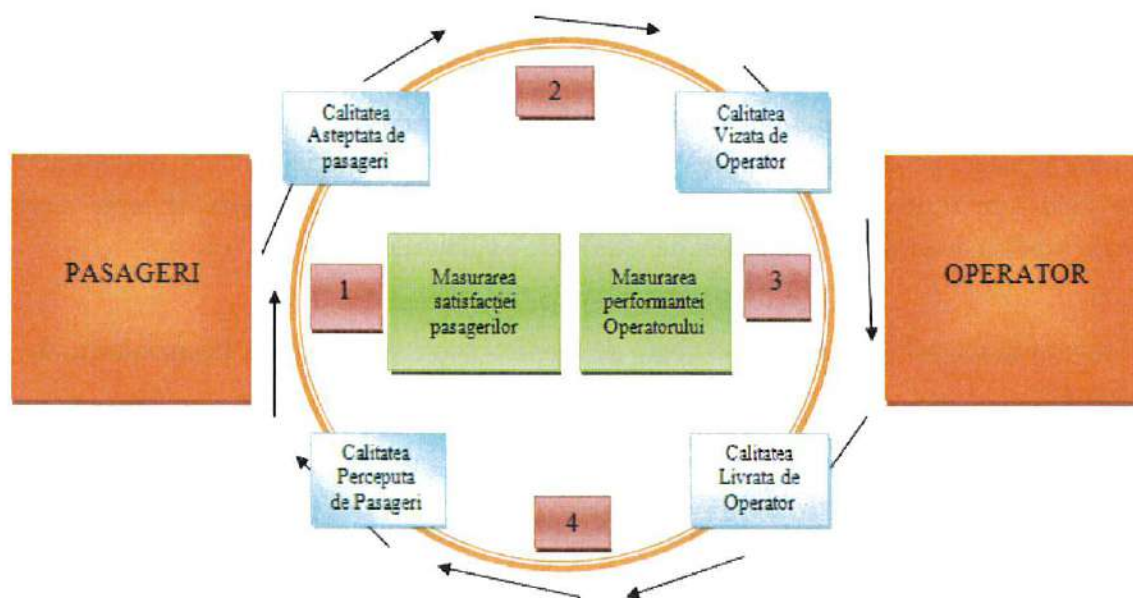 2
Calitatea
Asteptata de
pasageri
Calitatea
Vizata de
Operator
PASAGERI
OPERATOR
1
Masurarea
satisfacției
pasagerilor
Masurarea
performantei
Operatorului
3
Calitatea
Perceputa
de Pasageri
Calitatea
Livrata de
Operator
4